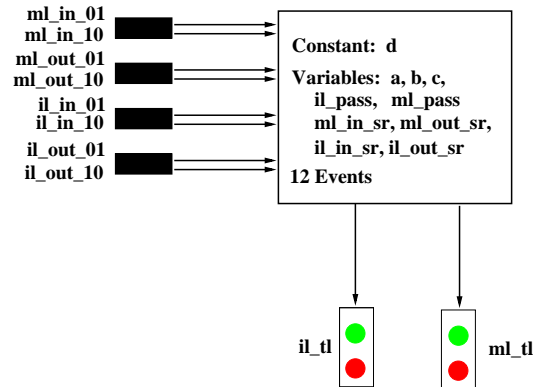 ml_in_01
ml_in_10
ml_out_01
ml_out_10
il_in_01
il_in_10
il_out_01
il_out_10
Constant: d
Variables: a, b, c,
il_pass, ml_pass
ml_in_sr, ml_out_sr,
il_in_sr, il_out_sr
12 Events
il_tl
ml_tl